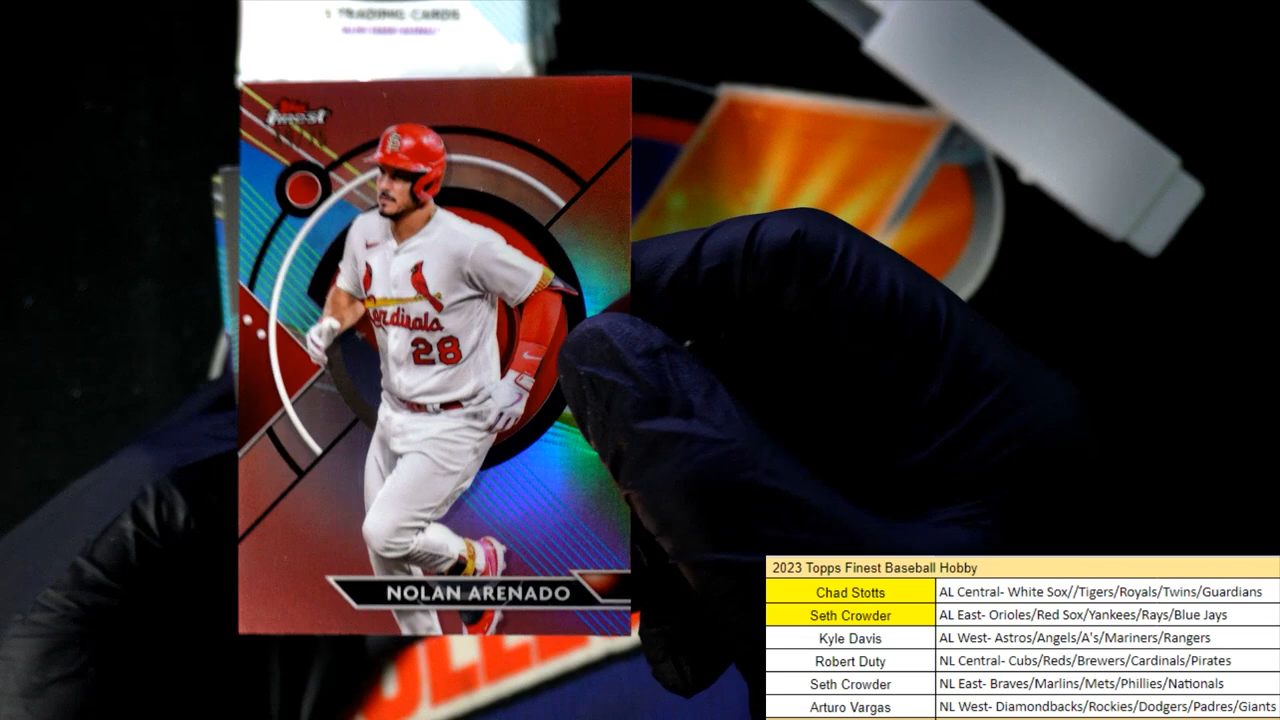 1 TRADING CARDS
Topps
finest
Cardinals
28
NOLAN ARENADO
2023 Topps Finest Baseball Hobby
Chad Stotts AL Central- White Sox//Tigers/Royals/Twins/Guardians
Seth Crowder AL East- Orioles/Red Sox/Yankees/Rays/Blue Jays
Kyle Davis AL West- Astros/Angels/A's/Mariners/Rangers
Robert Duty NL Central- Cubs/Reds/Brewers/Cardinals/Pirates
Seth Crowder NL East- Braves/Marlins/Mets/Phillies/Nationals
Arturo Vargas NL West- Diamondbacks/Rockies/Dodgers/Padres/Giants